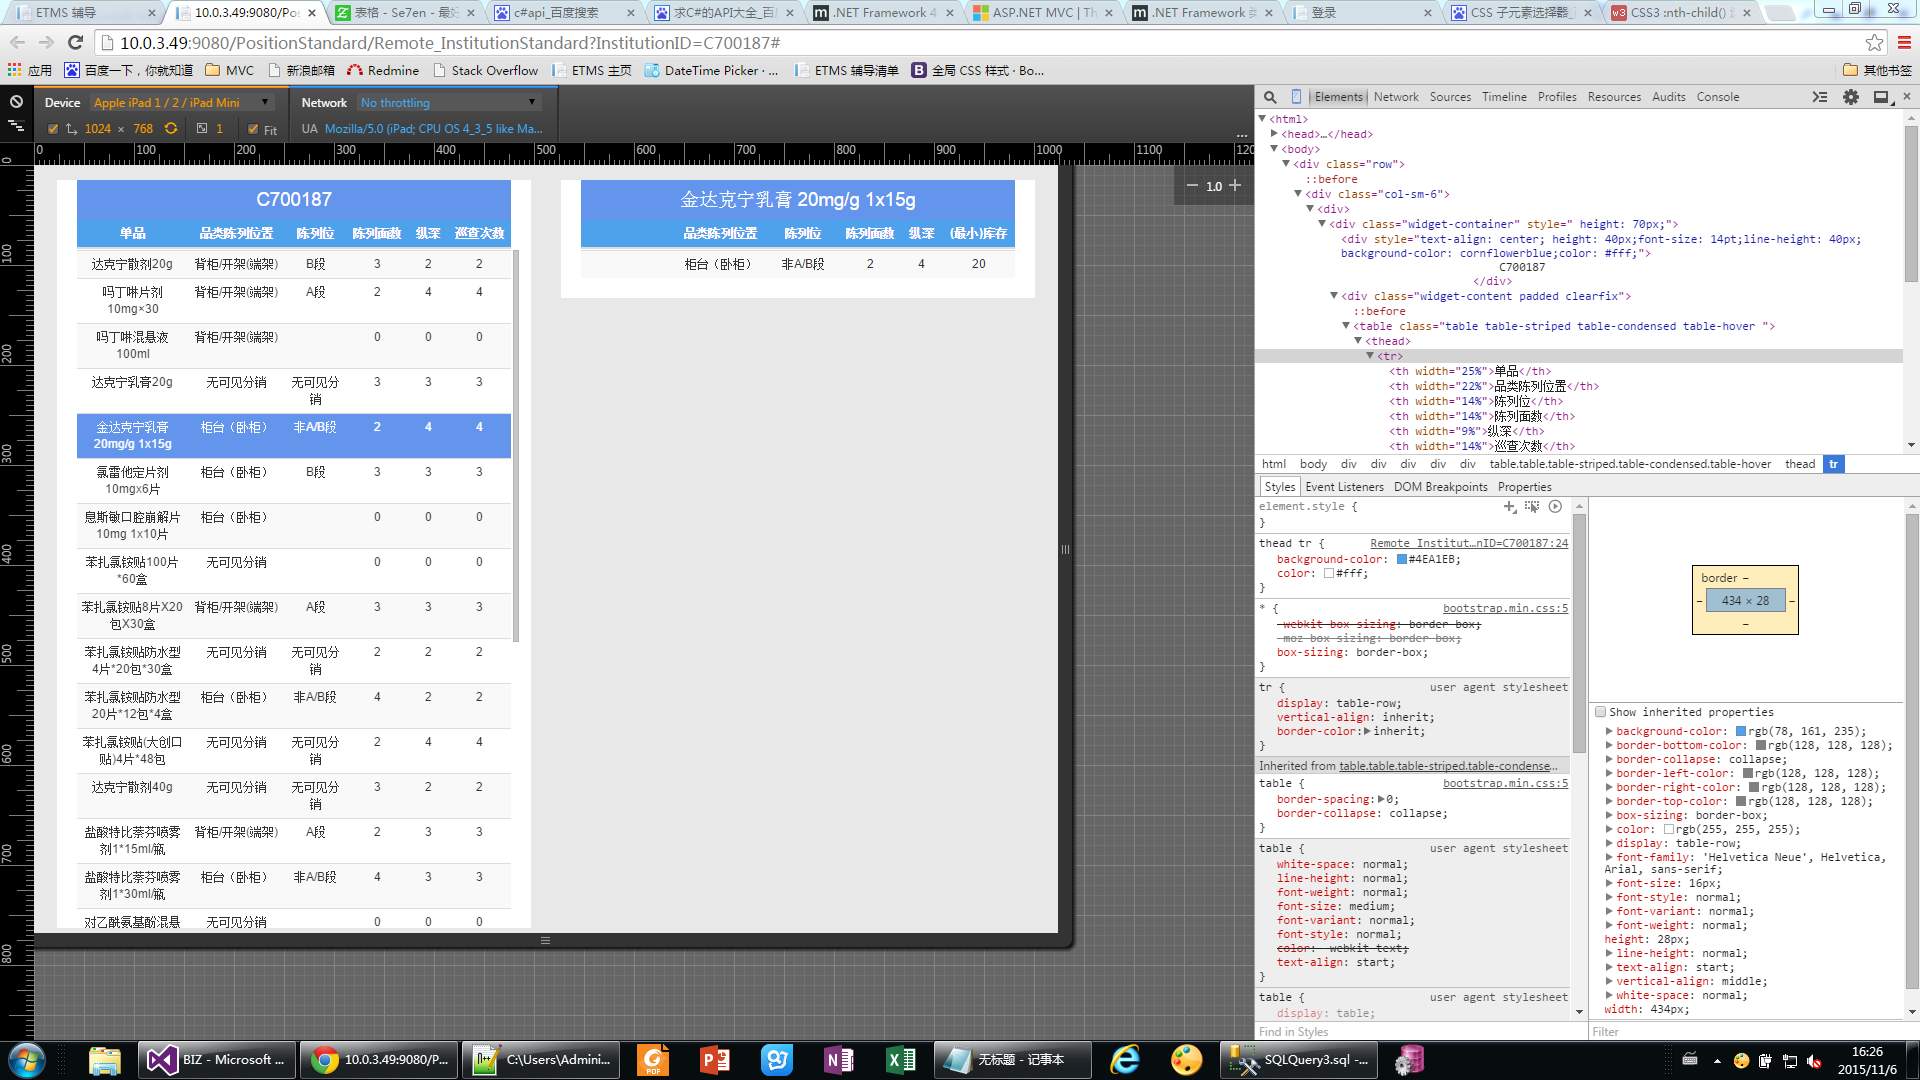 ETMS 辅导
10.0.3.49:9080/Pos
表格 - Se7en - 最好
c#api_百度搜索
求C#的API大全_百度
.NET Framework 4
ASP.NET MVC | Th
.NET Framework 类
登录
CSS 子元素选择器_
CSS3 :nth-child() 选
10.0.3.49:9080/PositionStandard/Remote_InstitutionStandard?InstitutionID=C700187#
应用
百度一下，你就知道
MVC
新浪邮箱
Redmine
Stack Overflow
ETMS 主页
DateTime Picker · ...
ETMS 辅导清单
全局 CSS 样式 · Bo...
其他书签
Device Apple iPad 1 / 2 / iPad Mini
Network No throttling
1024 × 768 1 Fit
UA Mozilla/5.0 (iPad; CPU OS 4_3_5 like Ma...
0 100 200 300 400 500 600 700 800 900 1000 1100 120
0 100 200 300 400 500 600 700 800
1.0
C700187
单品 品类陈列位置 陈列位 陈列面数 纵深 巡查次数
达克宁散剂20g 背柜/开架(端架) B段 3 2 2
吗丁啉片剂 背柜/开架(端架) A段 2 4 4
10mg×30
吗丁啉混悬液 背柜/开架(端架) 0 0 0
100ml
达克宁乳膏20g 无可见分销 无可见分 3 3 3
销
金达克宁乳膏 柜台（卧柜） 非A/B段 2 4 4
20mg/g 1x15g
氯雷他定片剂 柜台（卧柜） B段 3 3 3
10mgx6片
息斯敏口腔崩解片 柜台（卧柜） 0 0 0
10mg 1x10片
苯扎氯铵贴100片 无可见分销 0 0 0
*60盒
苯扎氯铵贴8片X20 背柜/开架(端架) A段 3 3 3
包X30盒
苯扎氯铵贴防水型 无可见分销 无可见分 2 2 2
4片*20包*30盒 销
苯扎氯铵贴防水型 柜台（卧柜） 非A/B段 4 2 2
20片*12包*4盒
苯扎氯铵贴(大创口 无可见分销 无可见分 2 4 4
贴)4片*48包 销
达克宁散剂40g 无可见分销 无可见分 3 2 2
销
盐酸特比萘芬喷雾 背柜/开架(端架) A段 2 3 3
剂1*15ml/瓶
盐酸特比萘芬喷雾 柜台（卧柜） 非A/B段 4 3 3
剂1*30ml/瓶
对乙酰氨基酚混悬 无可见分销 0 0 0
金达克宁乳膏 20mg/g 1x15g
品类陈列位置 陈列位 陈列面数 纵深 (最小)库存
柜台（卧柜） 非A/B段 2 4 20
Elements Network Sources Timeline Profiles Resources Audits Console
<html>
<head>…</head>
<body>
<div class="row">
::before
<div class="col-sm-6">
<div>
<div class="widget-container" style=" height: 70px;">
<div style="text-align: center; height: 40px;font-size: 14pt;line-height: 40px;
background-color: cornflowerblue;color: #fff;">
C700187
</div>
<div class="widget-content padded clearfix">
::before
<table class="table table-striped table-condensed table-hover ">
<thead>
<tr>
<th width="25%">单品</th>
<th width="22%">品类陈列位置</th>
<th width="14%">陈列位</th>
<th width="14%">陈列面数</th>
<th width="9%">纵深</th>
<th width="14%">巡查次数</th>
html body div div div div div table.table.table-striped.table-condensed.table-hover thead tr
Styles Event Listeners DOM Breakpoints Properties
element.style {
}
thead tr { Remote Institut…nID=C700187:24
background-color: #4EA1EB;
color: #fff;
}
* { bootstrap.min.css:5
-webkit-box-sizing: border-box;
-moz-box-sizing: border-box;
box-sizing: border-box;
}
tr { user agent stylesheet
display: table-row;
vertical-align: inherit;
border-color: inherit;
}
Inherited from table.table.table-striped.table-condense…
table { bootstrap.min.css:5
border-spacing: 0;
border-collapse: collapse;
}
table { user agent stylesheet
white-space: normal;
line-height: normal;
font-weight: normal;
font-size: medium;
font-variant: normal;
font-style: normal;
color: -webkit-text;
text-align: start;
}
table { user agent stylesheet
display: table;
Find in Styles
border –
– 434 × 28 –
–
Show inherited properties
background-color: rgb(78, 161, 235);
border-bottom-color: rgb(128, 128, 128);
border-collapse: collapse;
border-left-color: rgb(128, 128, 128);
border-right-color: rgb(128, 128, 128);
border-top-color: rgb(128, 128, 128);
box-sizing: border-box;
color: rgb(255, 255, 255);
display: table-row;
font-family: 'Helvetica Neue', Helvetica,
Arial, sans-serif;
font-size: 16px;
font-style: normal;
font-variant: normal;
font-weight: normal;
height: 28px;
line-height: normal;
text-align: start;
vertical-align: middle;
white-space: normal;
width: 434px;
Filter
BIZ - Microsoft ...
10.0.3.49:9080/P...
C:\Users\Admini...
无标题 - 记事本
SQLQuery3.sql -...
16:26
2015/11/6